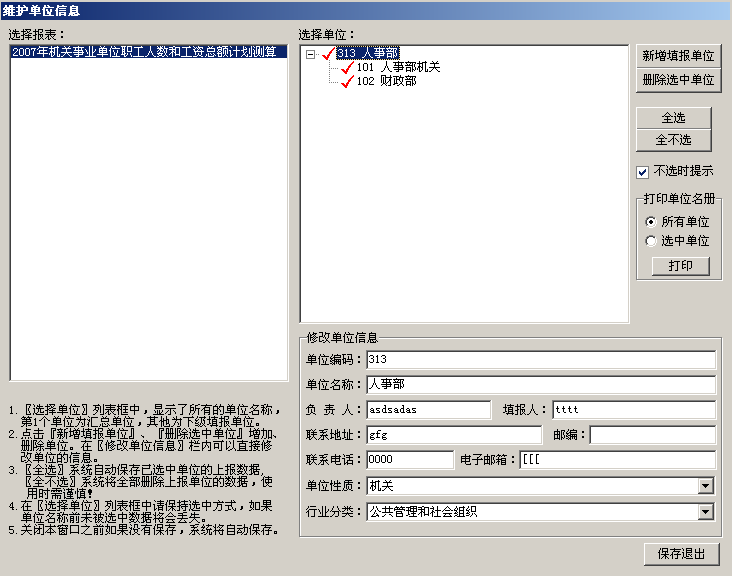 维护单位信息
选择报表：
2007年机关事业单位职工人数和工资总额计划测算
选择单位：
313 人事部
101 人事部机关
102 财政部
新增填报单位
删除选中单位
全选
全不选
不选时提示
打印单位名册
所有单位
选中单位
打印
1.〖选择单位〗列表框中，显示了所有的单位名称，
第1个单位为汇总单位，其他为下级填报单位。
2.点击『新增填报单位』、『删除选中单位』增加、
删除单位。在〖修改单位信息〗栏内可以直接修
改单位的信息。
3.〖全选〗系统自动保存已选中单位的上报数据，
〖全不选〗系统将全部删除上报单位的数据，使
用时需谨慎！
4.在〖选择单位〗列表框中请保持选中方式，如果
单位名称前未被选中数据将会丢失。
5.关闭本窗口之前如果没有保存，系统将自动保存。
修改单位信息
单位编码：313
单位名称：人事部
负 责 人：asdsadas 填报人：tttt
联系地址：gfg 邮编：
联系电话：0000 电子邮箱：[[[
单位性质：机关
行业分类：公共管理和社会组织
保存退出